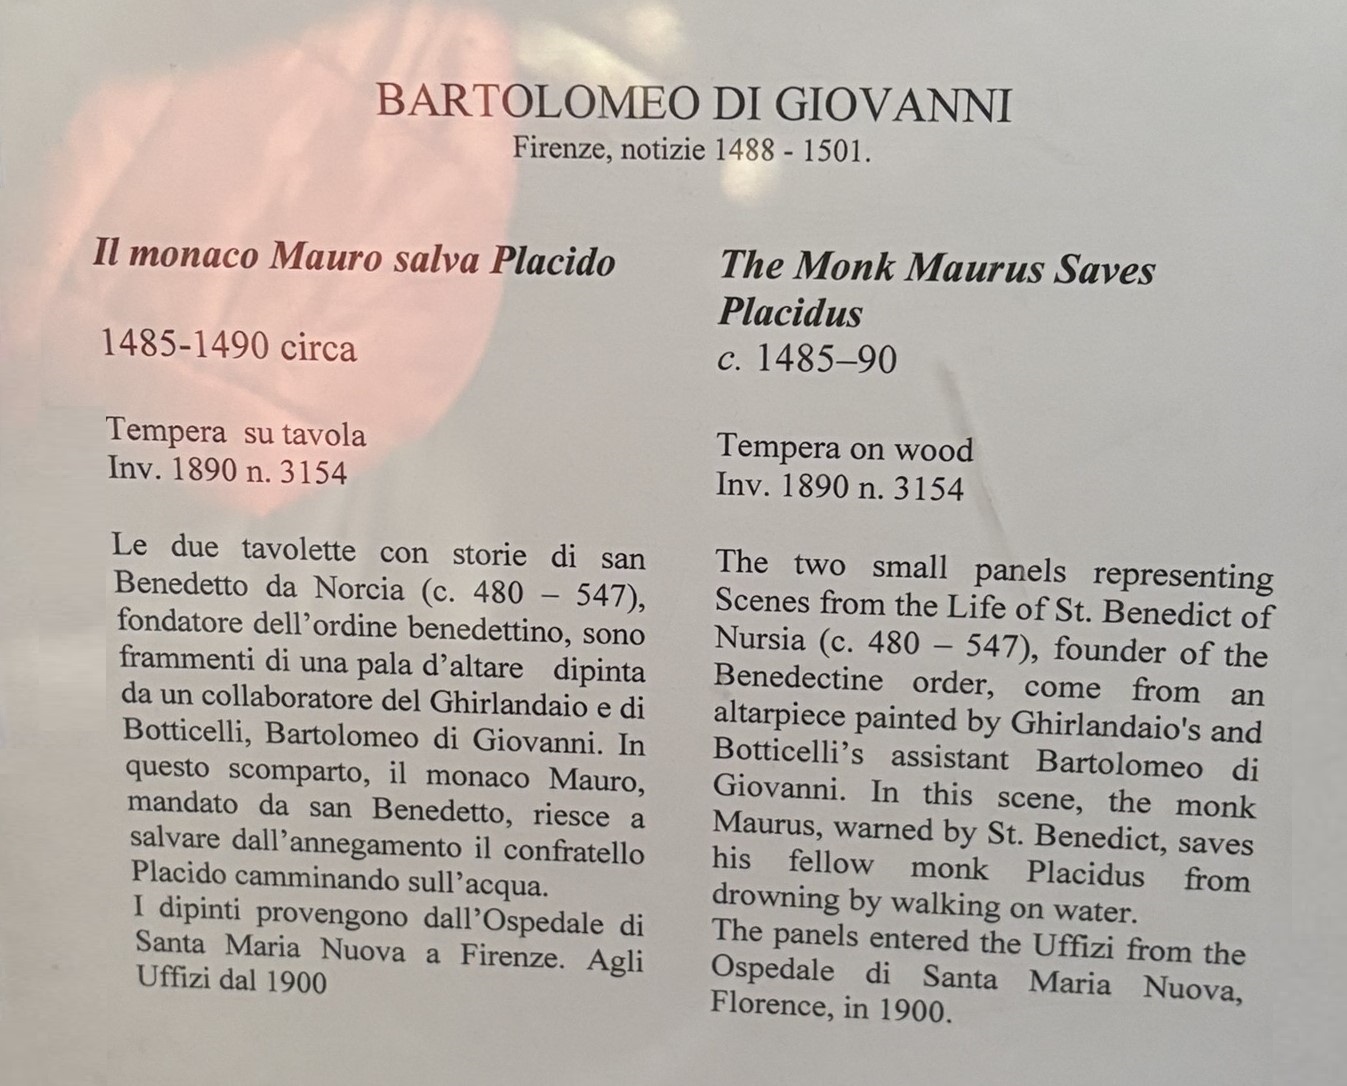 BARTOLOMEO DI GIOVANNI
Firenze, notizie 1488 - 1501.
Il monaco Mauro salva Placido
1485-1490 circa
Tempera su tavola
Inv. 1890 n. 3154
Le due tavolette con storie di san
Benedetto da Norcia (c. 480 – 547),
fondatore dell’ordine benedettino, sono
frammenti di una pala d’altare dipinta
da un collaboratore del Ghirlandaio e di
Botticelli, Bartolomeo di Giovanni. In
questo scomparto, il monaco Mauro,
mandato da san Benedetto, riesce a
salvare dall’annegamento il confratello
Placido camminando sull’acqua.
I dipinti provengono dall’Ospedale di
Santa Maria Nuova a Firenze. Agli
Uffizi dal 1900
The Monk Maurus Saves
Placidus
c. 1485–90
Tempera on wood
Inv. 1890 n. 3154
The two small panels representing
Scenes from the Life of St. Benedict of
Nursia (c. 480 – 547), founder of the
Benedectine order, come from an
altarpiece painted by Ghirlandaio's and
Botticelli’s assistant Bartolomeo di
Giovanni. In this scene, the monk
Maurus, warned by St. Benedict, saves
his fellow monk Placidus from
drowning by walking on water.
The panels entered the Uffizi from the
Ospedale di Santa Maria Nuova,
Florence, in 1900.